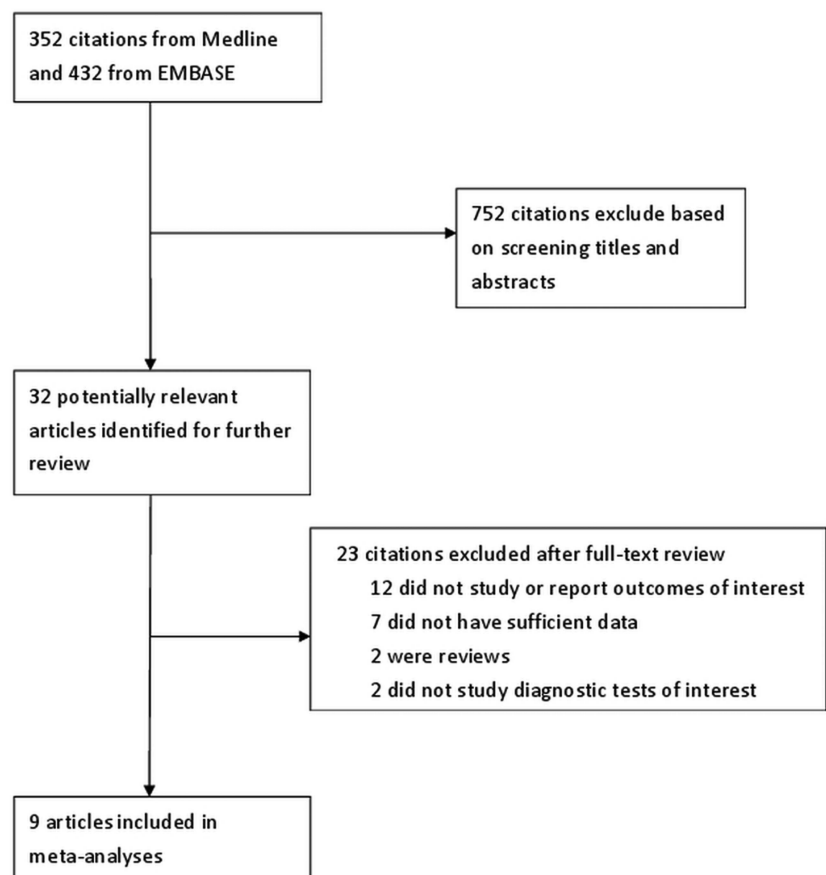 352 citations from Medline
and 432 from EMBASE
752 citations exclude based
on screening titles and
abstracts
32 potentially relevant
articles identified for further
review
23 citations excluded after full-text review
12 did not study or report outcomes of interest
7 did not have sufficient data
2 were reviews
2 did not study diagnostic tests of interest
9 articles included in
meta-analyses